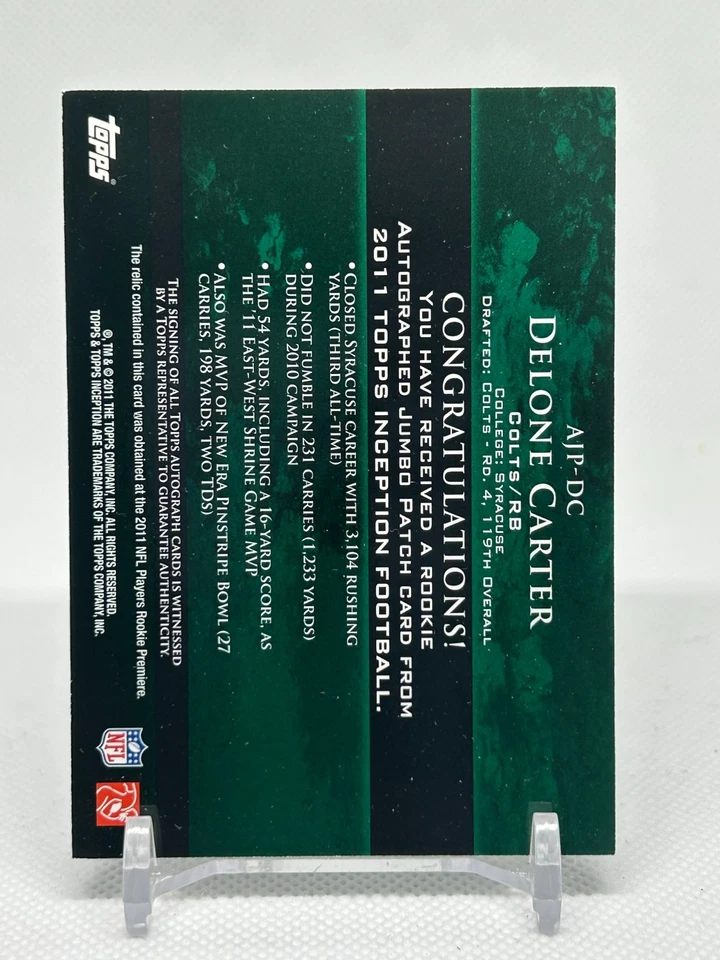 AJP-DC
DELONE CARTER
COLTS/RB
COLLEGE: SYRACUSE
DRAFTED: COLTS - RD. 4, 119TH OVERALL
CONGRATULATIONS!
YOU HAVE RECEIVED A ROOKIE
AUTOGRAPHED JUMBO PATCH CARD FROM
2011 TOPPS INCEPTION FOOTBALL.
• CLOSED SYRACUSE CAREER WITH 3,104 RUSHING
YARDS (THIRD ALL-TIME)
• DID NOT FUMBLE IN 231 CARRIES (1,233 YARDS)
DURING 2010 CAMPAIGN
• HAD 54 YARDS, INCLUDING A 16-YARD SCORE, AS
THE '11 EAST-WEST SHRINE GAME MVP
• ALSO WAS MVP OF NEW ERA PINSTRIPE BOWL (27
CARRIES, 198 YARDS, TWO TDS)
THE SIGNING OF ALL TOPPS AUTOGRAPH CARDS IS WITNESSED
BY A TOPPS REPRESENTATIVE TO GUARANTEE AUTHENTICITY.
The relic contained in this card was obtained at the 2011 NFL Players Rookie Premiere.
®, TM & © 2011 THE TOPPS COMPANY, INC. ALL RIGHTS RESERVED.
TOPPS & TOPPS INCEPTION ARE TRADEMARKS OF THE TOPPS COMPANY, INC.
topps®
NFL